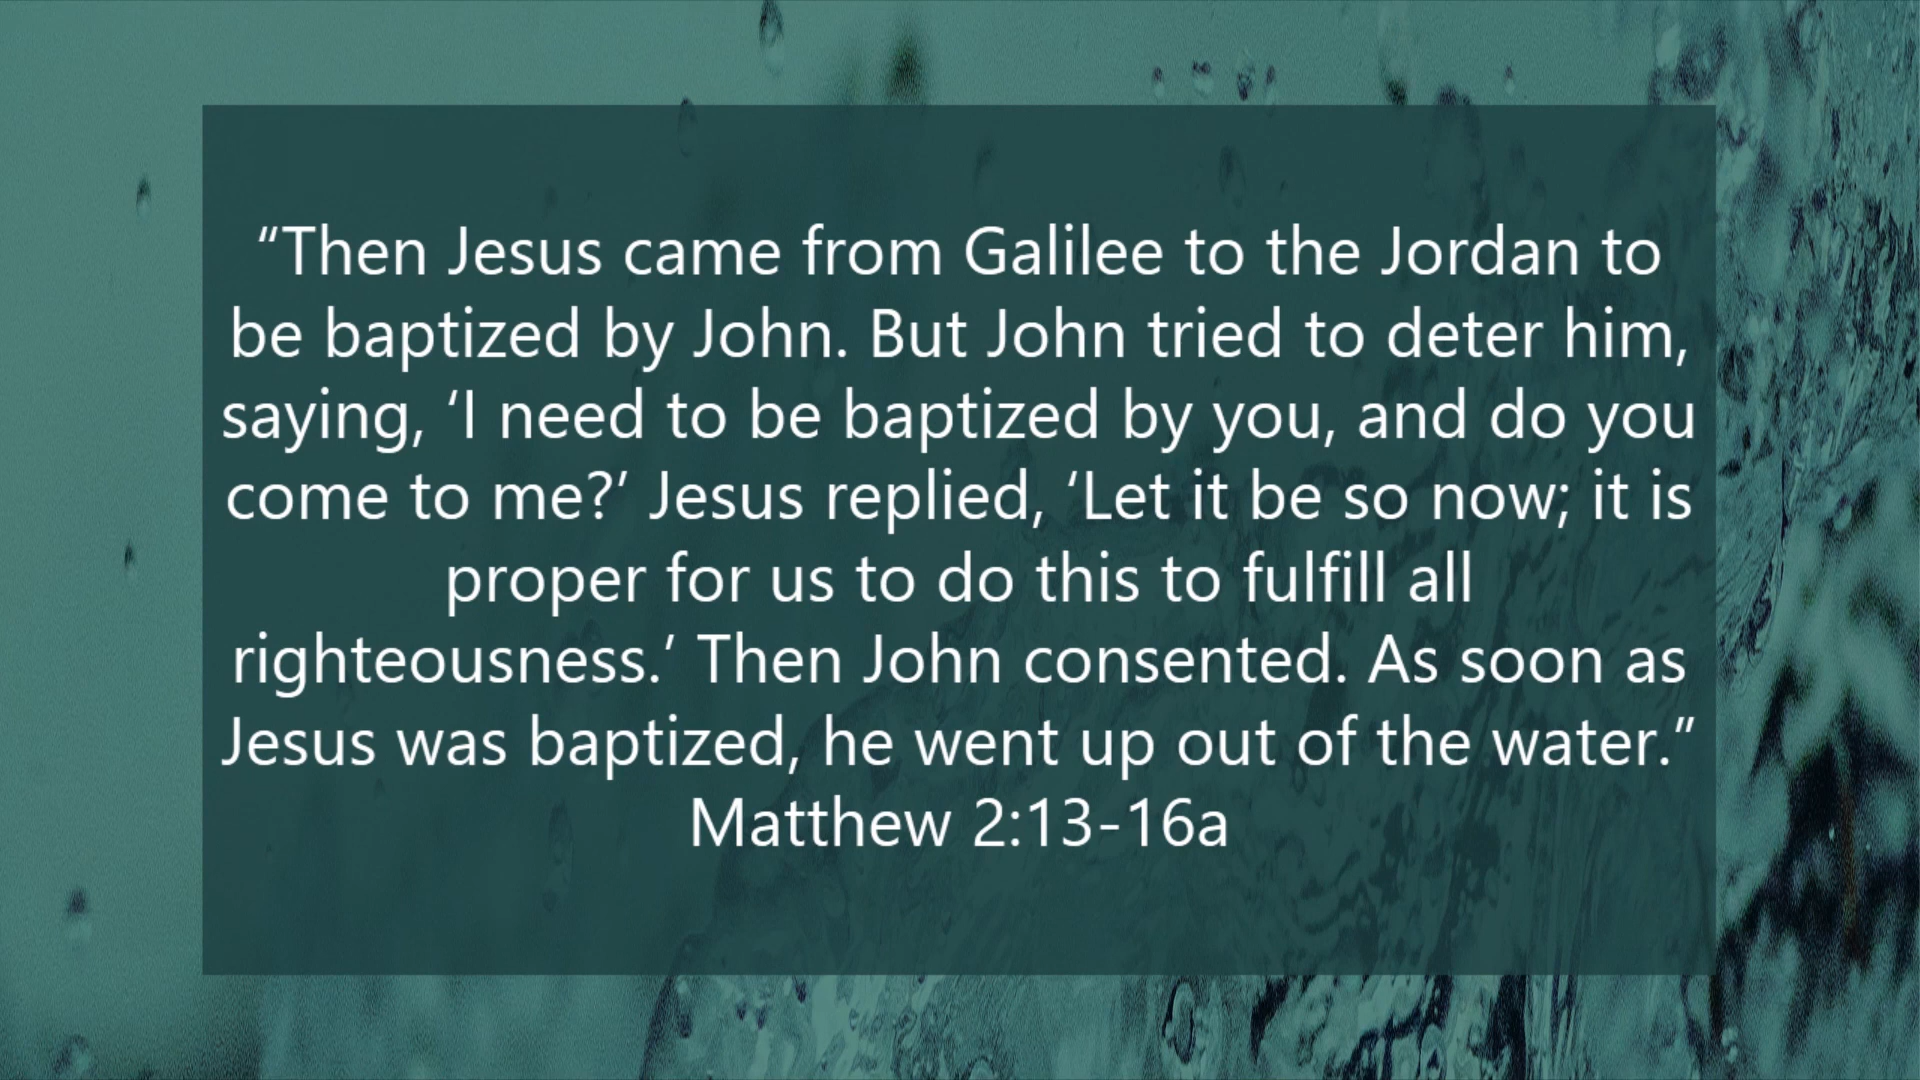 “Then Jesus came from Galilee to the Jordan to
be baptized by John. But John tried to deter him,
saying, ‘I need to be baptized by you, and do you
come to me?’ Jesus replied, ‘Let it be so now; it is
proper for us to do this to fulfill all
righteousness.’ Then John consented. As soon as
Jesus was baptized, he went up out of the water.”
Matthew 2:13-16a